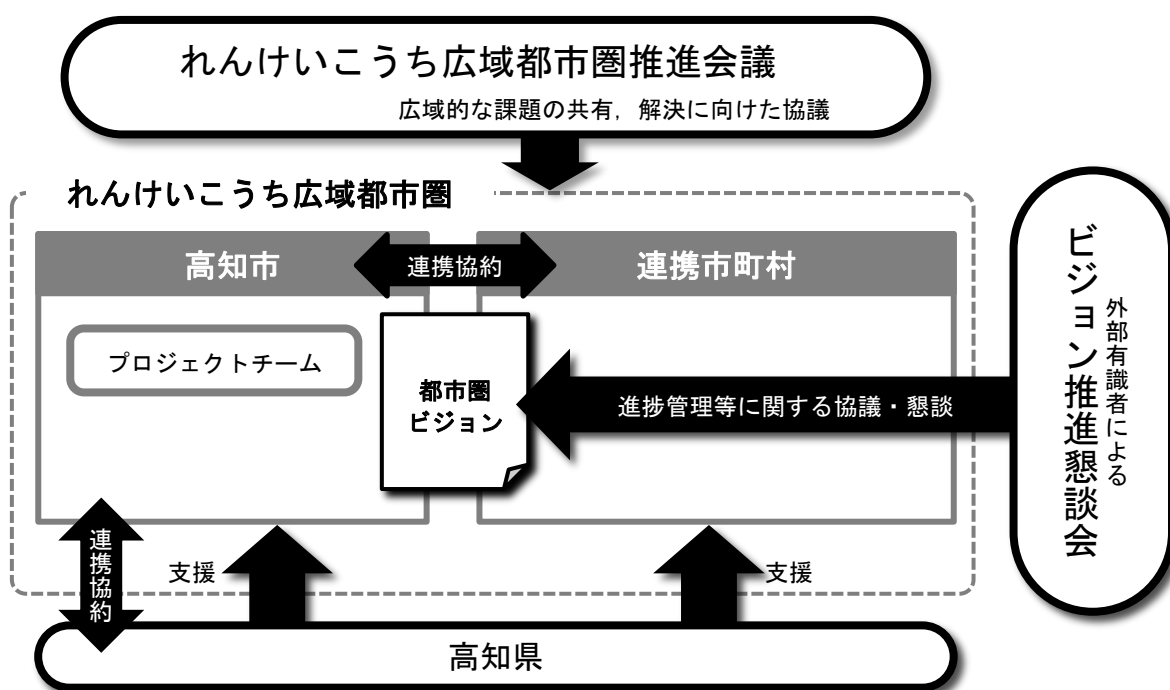 れんけいこうち広域都市圏推進会議
広域的な課題の共有，解決に向けた協議
れんけいこうち広域都市圏
高知市
連携協約
連携市町村
プロジェクトチーム
都市圏
ビジョン
進捗管理等に関する協議・懇談
外部有識者による
ビジョン推進懇談会
連携協約
支援
支援
高知県